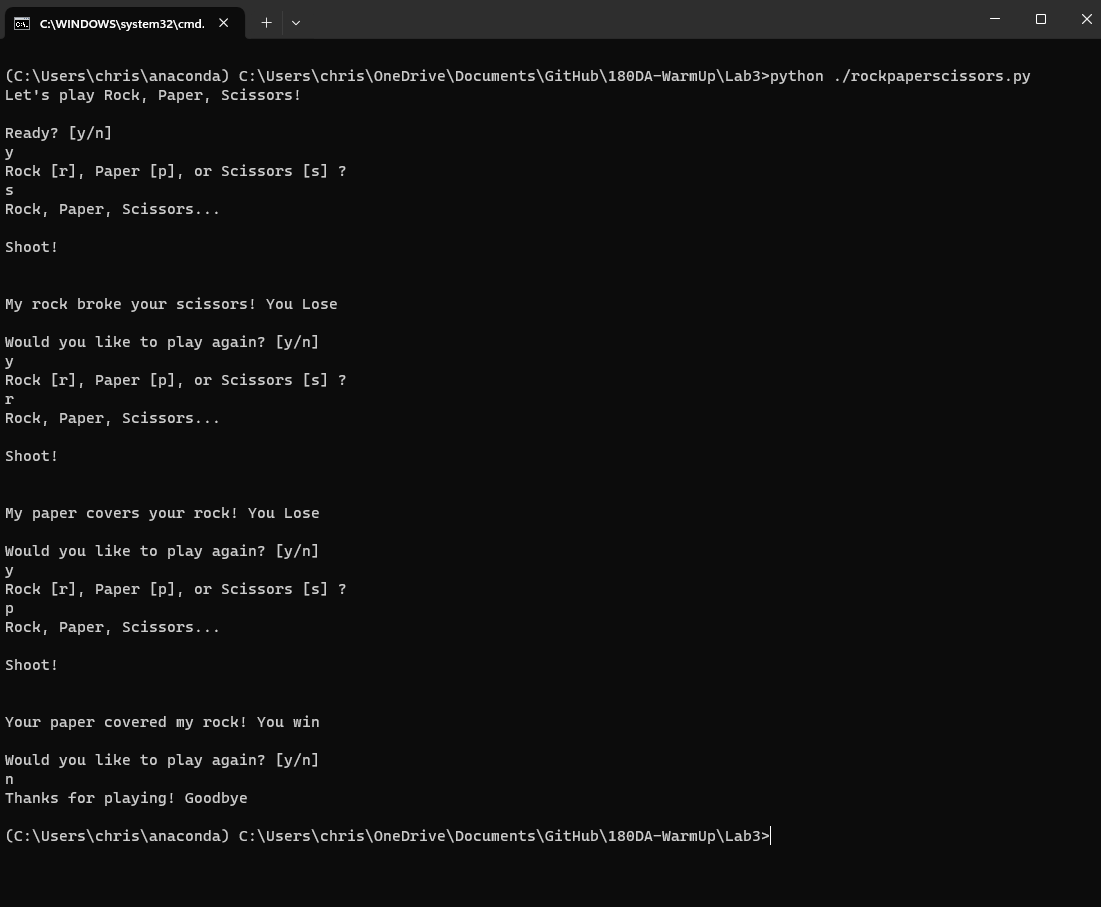 C:\WINDOWS\system32\cmd.
(C:\Users\chris\anaconda) C:\Users\chris\OneDrive\Documents\GitHub\180DA-WarmUp\Lab3>python ./rockpaperscissors.py
Let's play Rock, Paper, Scissors!
Ready? [y/n]
y
Rock [r], Paper [p], or Scissors [s] ?
s
Rock, Paper, Scissors...
Shoot!
My rock broke your scissors! You Lose
Would you like to play again? [y/n]
y
Rock [r], Paper [p], or Scissors [s] ?
r
Rock, Paper, Scissors...
Shoot!
My paper covers your rock! You Lose
Would you like to play again? [y/n]
y
Rock [r], Paper [p], or Scissors [s] ?
p
Rock, Paper, Scissors...
Shoot!
Your paper covered my rock! You win
Would you like to play again? [y/n]
n
Thanks for playing! Goodbye
(C:\Users\chris\anaconda) C:\Users\chris\OneDrive\Documents\GitHub\180DA-WarmUp\Lab3>